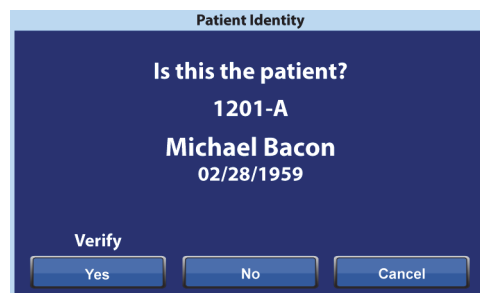 Patient Identity
Is this the patient?
1201-A
Michael Bacon
02/28/1959
Verify
Yes No Cancel